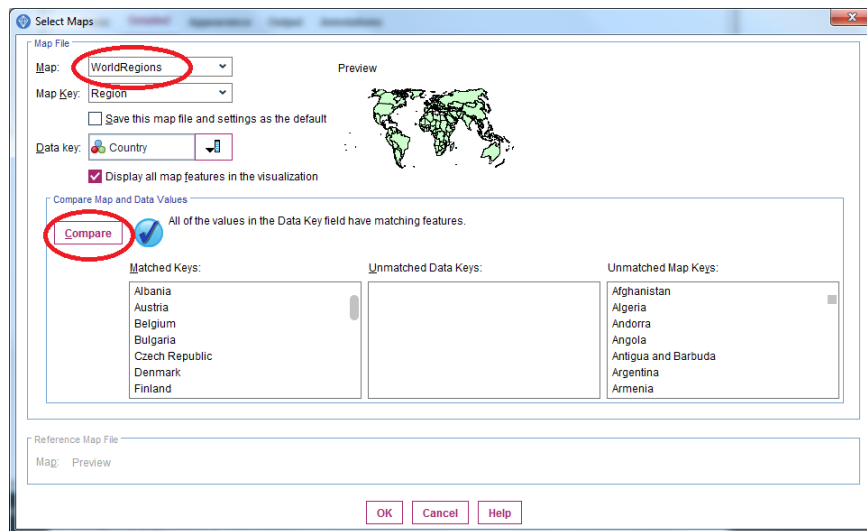 Select Maps
Detailed Appearance Output Annotations
Map File
Map: WorldRegions
Preview
Map Key: Region
Save this map file and settings as the default
Data key: Country
Display all map features in the visualization
Compare Map and Data Values
Compare
All of the values in the Data Key field have matching features.
Matched Keys: Unmatched Data Keys: Unmatched Map Keys:
Albania Afghanistan
Austria Algeria
Belgium Andorra
Bulgaria Angola
Czech Republic Antigua and Barbuda
Denmark Argentina
Finland Armenia
Reference Map File
Map: Preview
OK Cancel Help